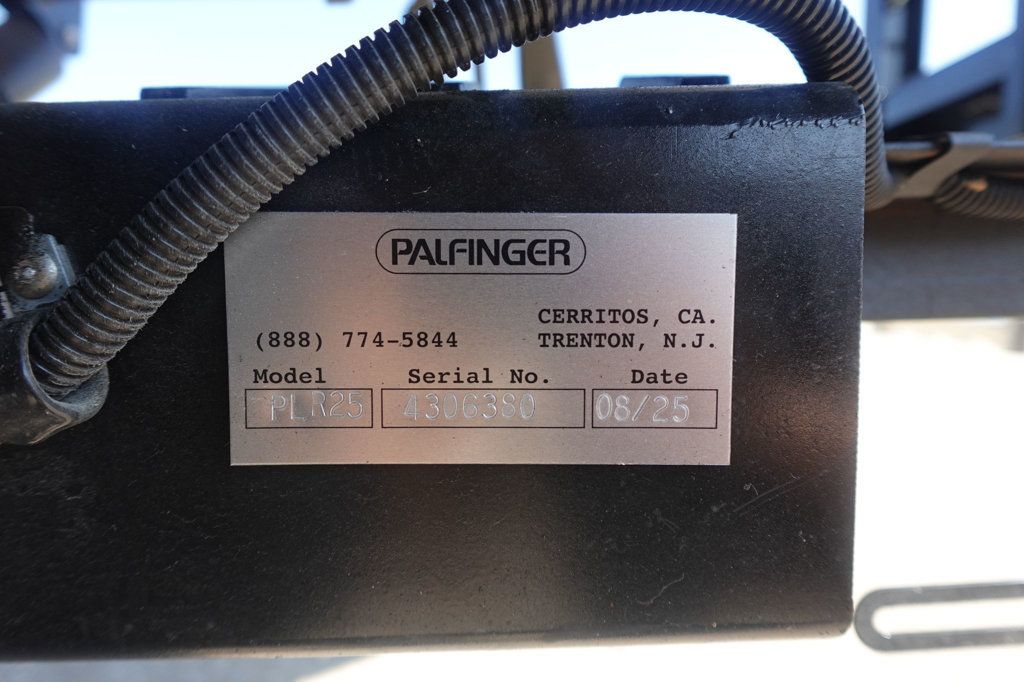 PALFINGER
CERRITOS, CA.
(888) 774-5844 TRENTON, N.J.
Model Serial No. Date
PLR25 4306380 08/25